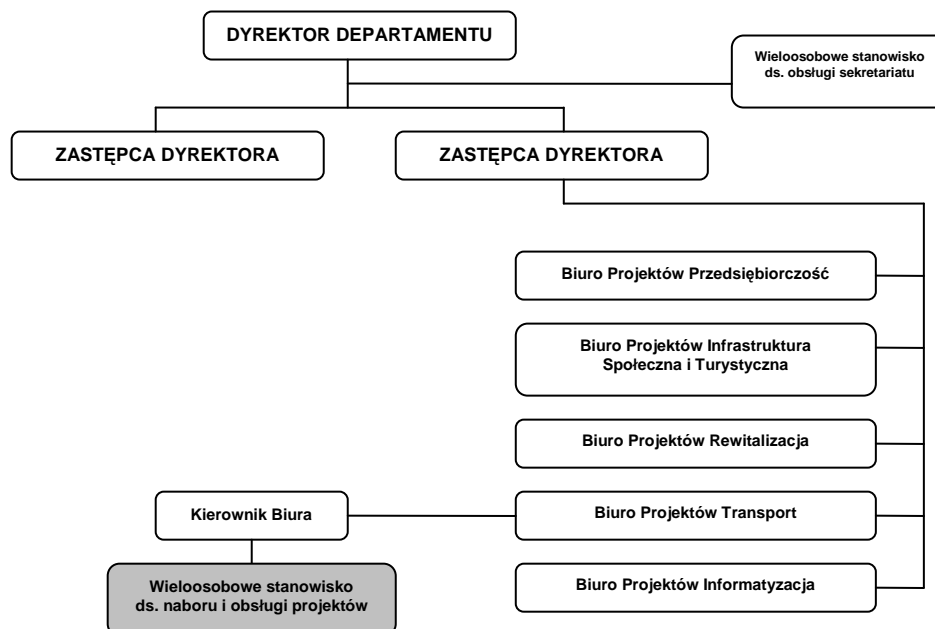 DYREKTOR DEPARTAMENTU
Wieloosobowe stanowisko
ds. obsługi sekretariatu
ZASTĘPCA DYREKTORA
ZASTĘPCA DYREKTORA
Biuro Projektów Przedsiębiorczość
Biuro Projektów Infrastruktura
Społeczna i Turystyczna
Biuro Projektów Rewitalizacja
Kierownik Biura
Biuro Projektów Transport
Wieloosobowe stanowisko
ds. naboru i obsługi projektów
Biuro Projektów Informatyzacja